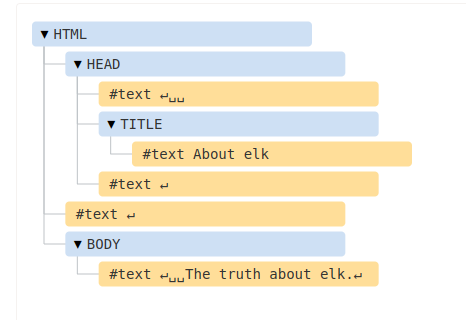 ▼ HTML
▼ HEAD
#text ↵␣␣
▼ TITLE
#text About elk
#text ↵
#text ↵
▼ BODY
#text ↵␣␣The truth about elk.↵